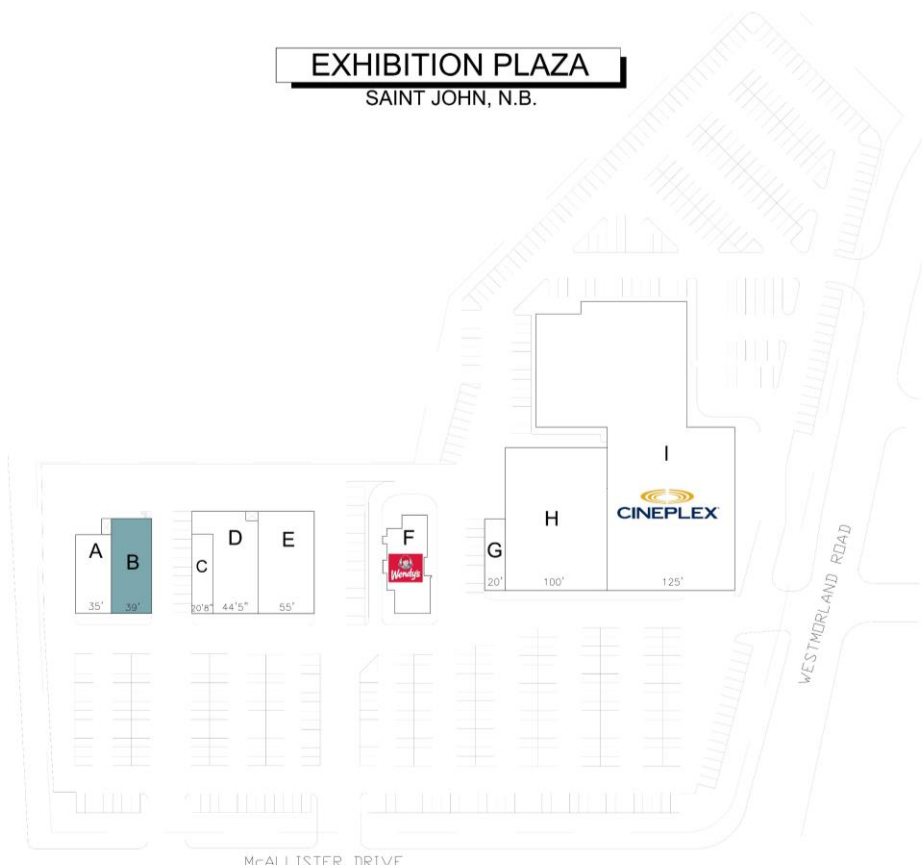 EXHIBITION PLAZA
SAINT JOHN, N.B.
I
CINEPLEX
H
G
D
E
F
A
B
C
Wendy's
20'
100'
125'
35'
39'
20'8"
44'5"
55'
WESTMORLAND ROAD
McALLISTER DRIVE